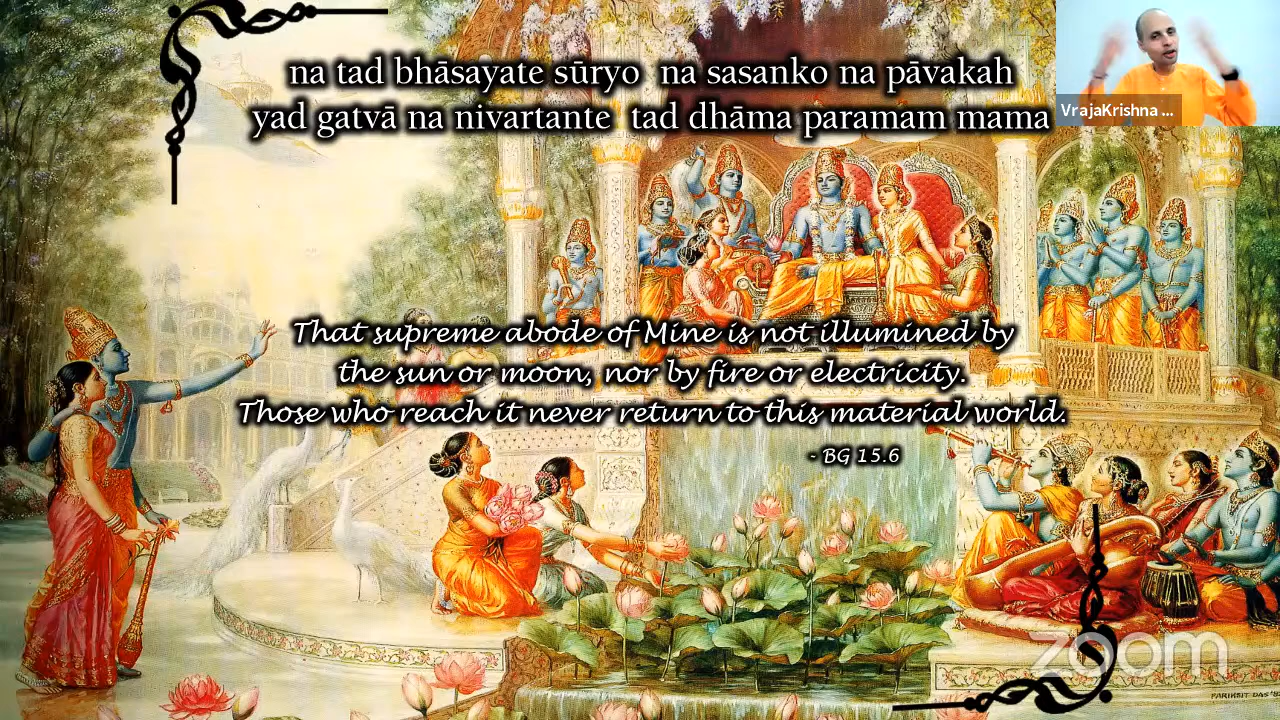 na tad bhāsayate sūryo na sasanko na pāvakah
yad gatvā na nivartante tad dhāma paramam mama
VrajaKrishna ...
That supreme abode of Mine is not illumined by
the sun or moon, nor by fire or electricity.
Those who reach it never return to this material world.
- BG 15.6
zoom
PARIKSIT DAS